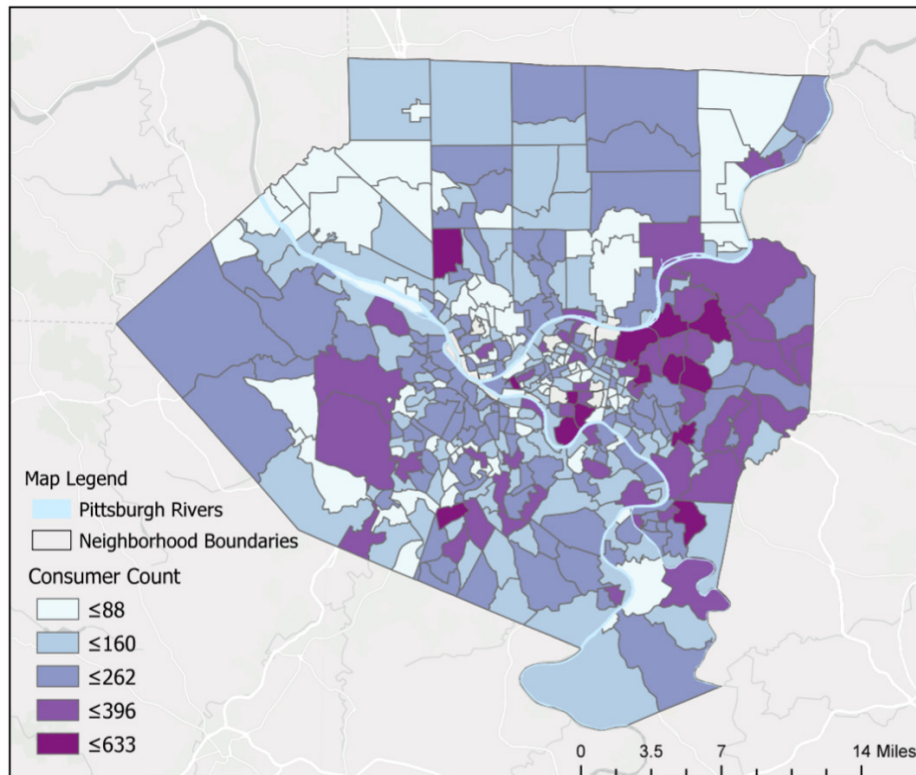 Map Legend
Pittsburgh Rivers
Neighborhood Boundaries
Consumer Count
≤88
≤160
≤262
≤396
≤633
0 3.5 7 14 Miles